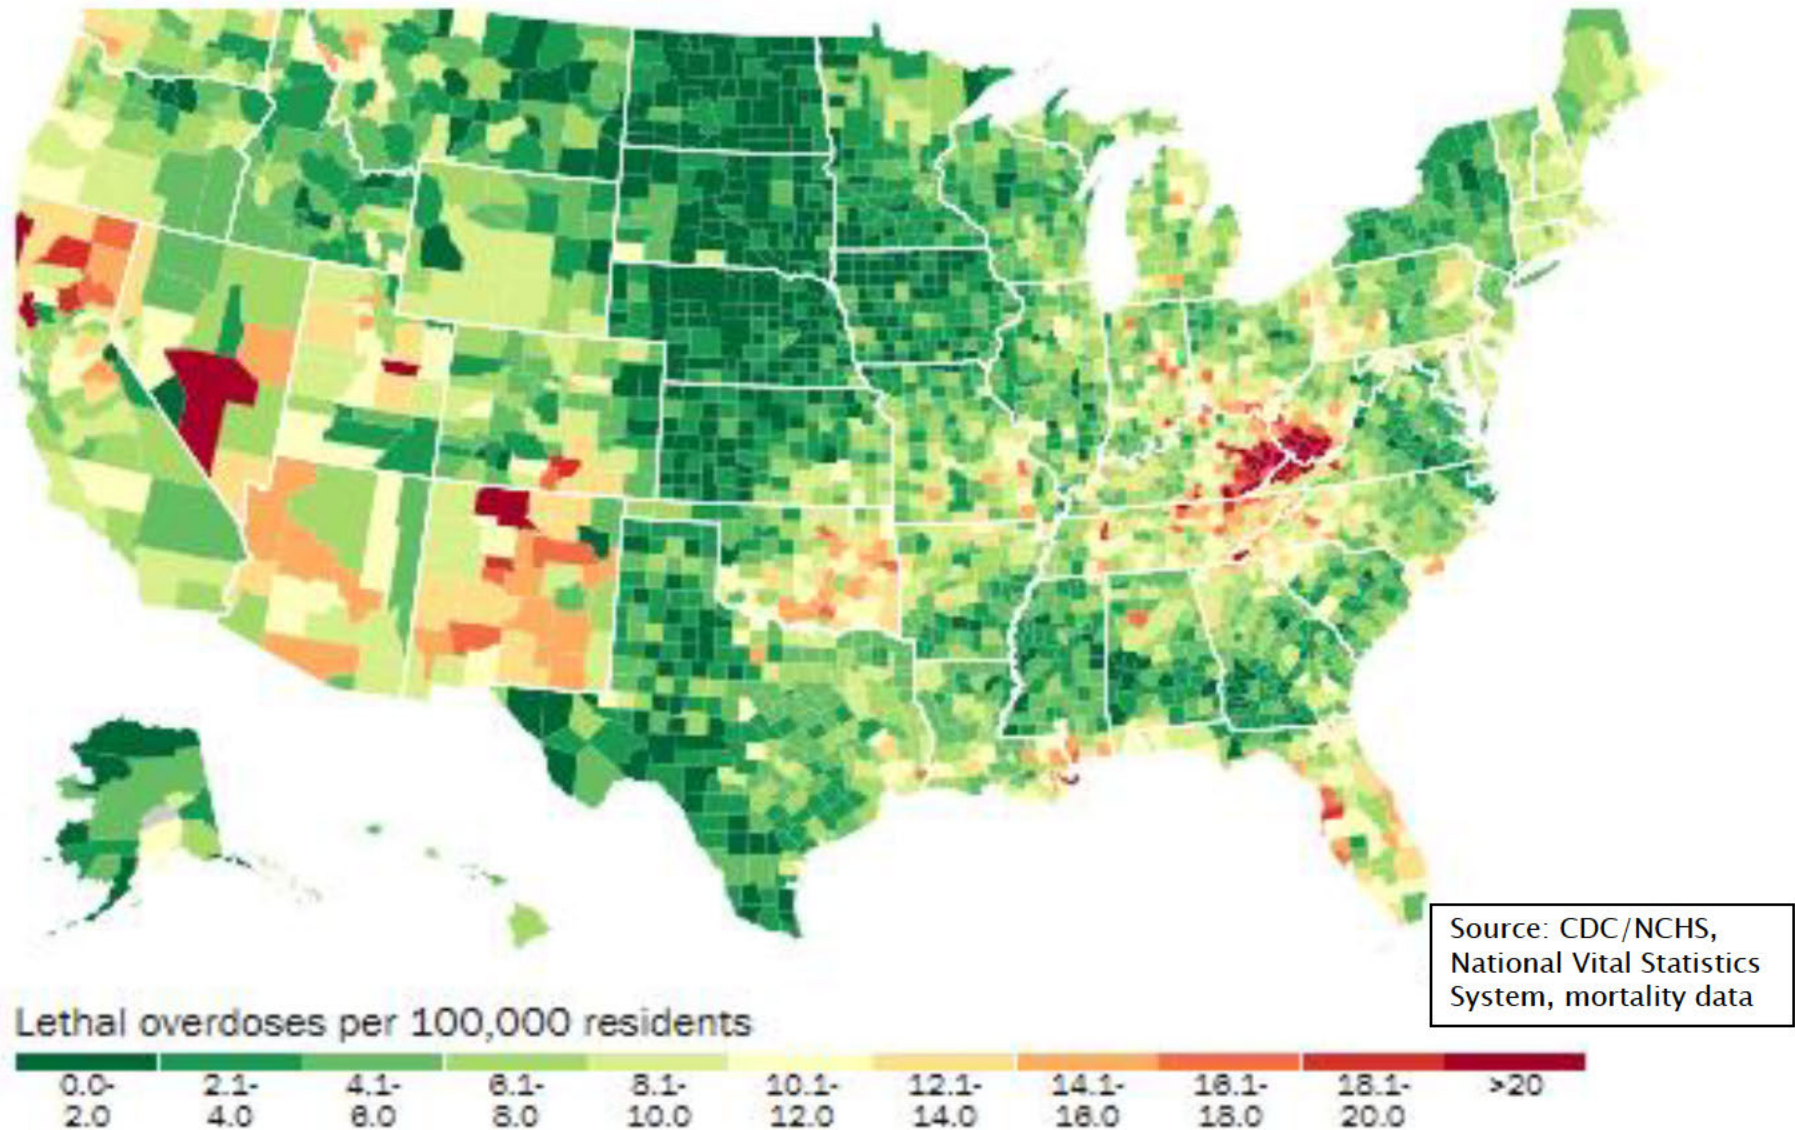 Source: CDC/NCHS,
National Vital Statistics
System, mortality data
Lethal overdoses per 100,000 residents
0.0- 2.1- 4.1- 6.1- 8.1- 10.1- 12.1- 14.1- 16.1- 18.1- >20
2.0 4.0 6.0 8.0 10.0 12.0 14.0 16.0 18.0 20.0